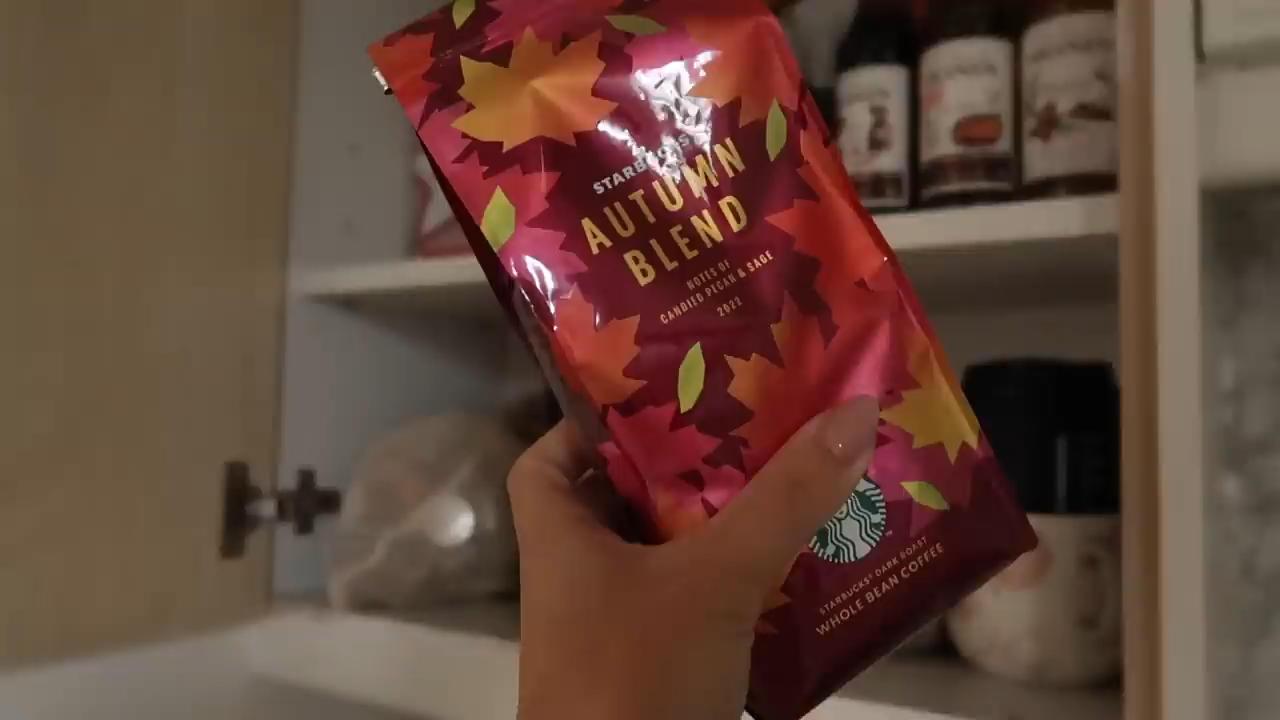 STARBUCKS
AUTUMN
BLEND
NOTES OF
CANDIED PECAN & SAGE
2022
STARBUCKS® DARK ROAST
WHOLE BEAN COFFEE